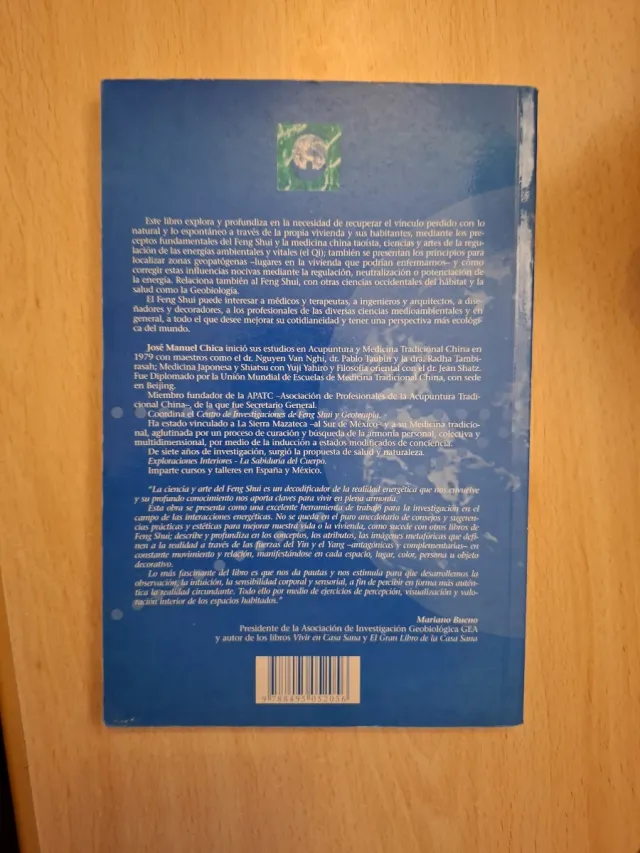 Este libro explora y profundiza en la necesidad de recuperar el vínculo perdido con lo
natural y lo espontáneo a través de la propia vivienda y sus habitantes, mediante los pre-
ceptos fundamentales del Feng Shui y la medicina china taoísta, ciencias y artes de la regu-
lación de las energías ambientales y vitales (el Qi); también se presentan los principios para
localizar zonas geopatógenas –lugares en la vivienda que podrían enfermarnos– y cómo
corregir estas influencias nocivas mediante la regulación, neutralización o potenciación de
la energía. Relaciona también al Feng Shui, con otras ciencias occidentales del hábitat y la
salud como la Geobiología.
El Feng Shui puede interesar a médicos y terapeutas, a ingenieros y arquitectos, a dise-
ñadores y decoradores, a los profesionales de las diversas ciencias medioambientales y en
general, a todo el que desee mejorar su cotidianeidad y tener una perspectiva más ecológi-
ca del mundo.
José Manuel Chica inició sus estudios en Acupuntura y Medicina Tradicional China en
1979 con maestros como el dr. Nguyen Van Nghi, dr. Pablo Taubin y la dra. Radha Tambi-
rasah; Medicina Japonesa y Shiatsu con Yuji Yahiro y Filosofía oriental con el dr. Jean Shatz.
Fue Diplomado por la Unión Mundial de Escuelas de Medicina Tradicional China, con sede
en Beijing.
Miembro fundador de la APATC –Asociación de Profesionales de la Acupuntura Tradi-
cional China–, de la que fue Secretario General.
Coordina el Centro de Investigaciones de Feng Shui y Geoterapia.
Ha estado vinculado a La Sierra Mazateca –al Sur de México– y a su Medicina tradicio-
nal, aglutinada por un proceso de curación y búsqueda de la armonía personal, colectiva y
multidimensional, por medio de la inducción a estados modificados de conciencia.
De siete años de investigación, surgió la propuesta de salud y naturaleza.
Exploraciones Interiores - La Sabiduría del Cuerpo.
Imparte cursos y talleres en España y México.
"La ciencia y arte del Feng Shui es un decodificador de la realidad energética que nos envuelve
y su profundo conocimiento nos aporta claves para vivir en plena armonía.
Esta obra se presenta como una excelente herramienta de trabajo para la investigación en el
campo de las interacciones energéticas. No se queda en el puro anecdotario de consejos y sugeren-
cias prácticas y estéticas para mejorar nuestra vida o la vivienda, como sucede con otros libros de
Feng Shui; describe y profundiza en los conceptos, los atributos, las imágenes metafóricas que defi-
nen a la realidad a través de las fuerzas del Yin y el Yang –antagónicas y complementarias– en
constante movimiento y relación, manifestándose en cada espacio, lugar, color, persona u objeto
decorativo.
Lo más fascinante del libro es que nos da pautas y nos estimula para que desarrollemos la
observación, la intuición, la sensibilidad corporal y sensorial, a fin de percibir en forma más autén-
tica la realidad circundante. Todo ello por medio de ejercicios de percepción, visualización y valo-
ración interior de los espacios habitados."
Mariano Bueno
Presidente de la Asociación de Investigación Geobiológica GEA
y autor de los libros Vivir en Casa Sana y El Gran Libro de la Casa Sana
9 788495 052056